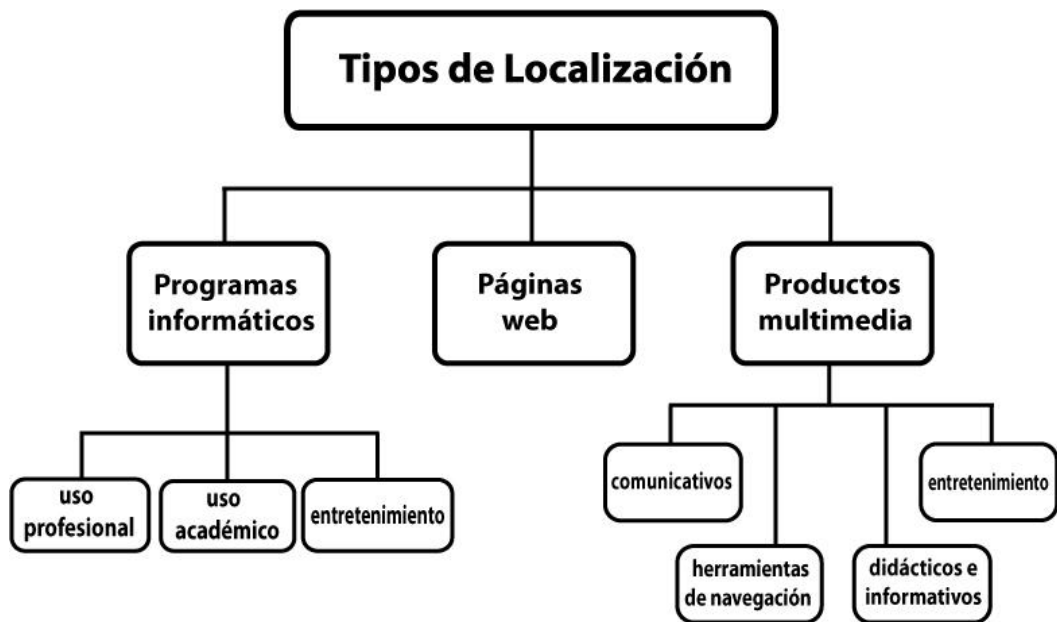 Tipos de Localización
Programas
informáticos
Páginas
web
Productos
multimedia
uso
profesional
uso
académico
entretenimiento
comunicativos
herramientas
de navegación
didácticos e
informativos
entretenimiento